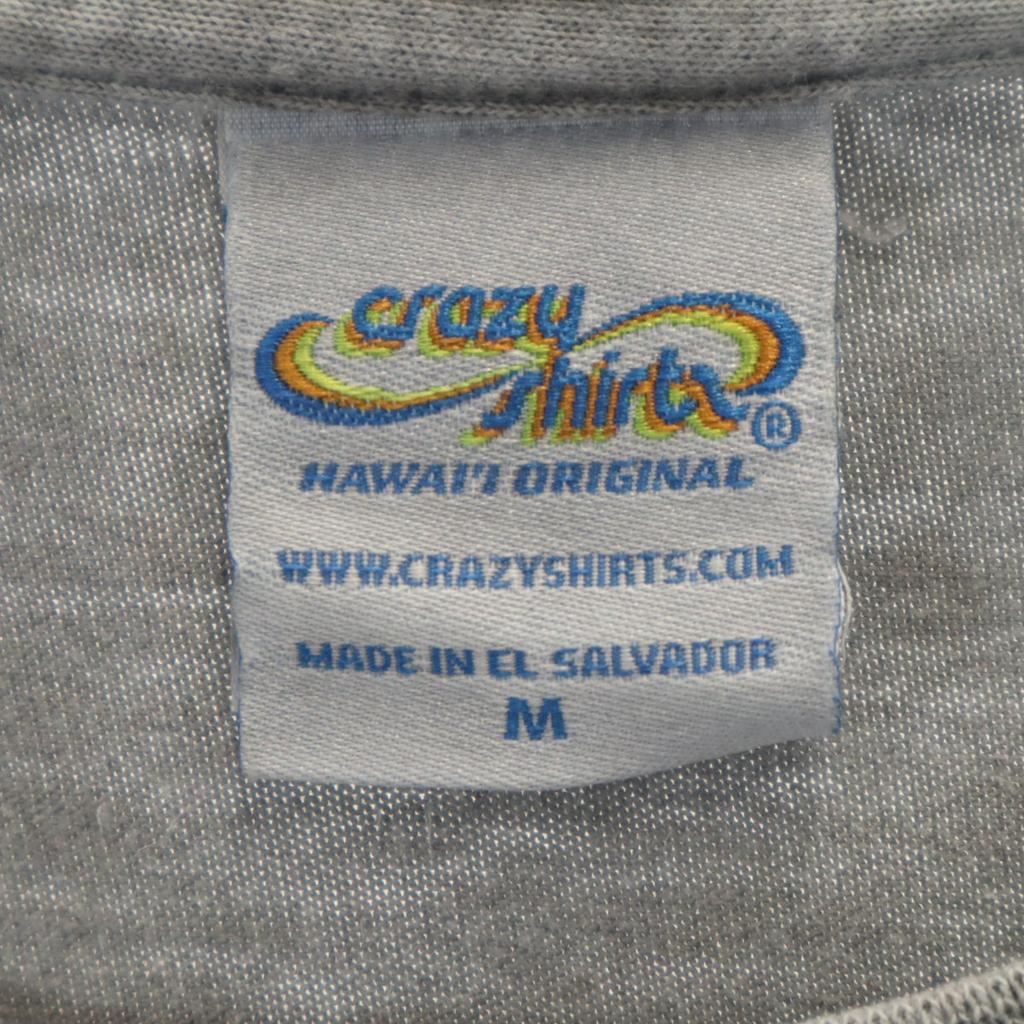 crazy
shirts®
HAWAI'I ORIGINAL
WWW.CRAZYSHIRTS.COM
MADE IN EL SALVADOR
M